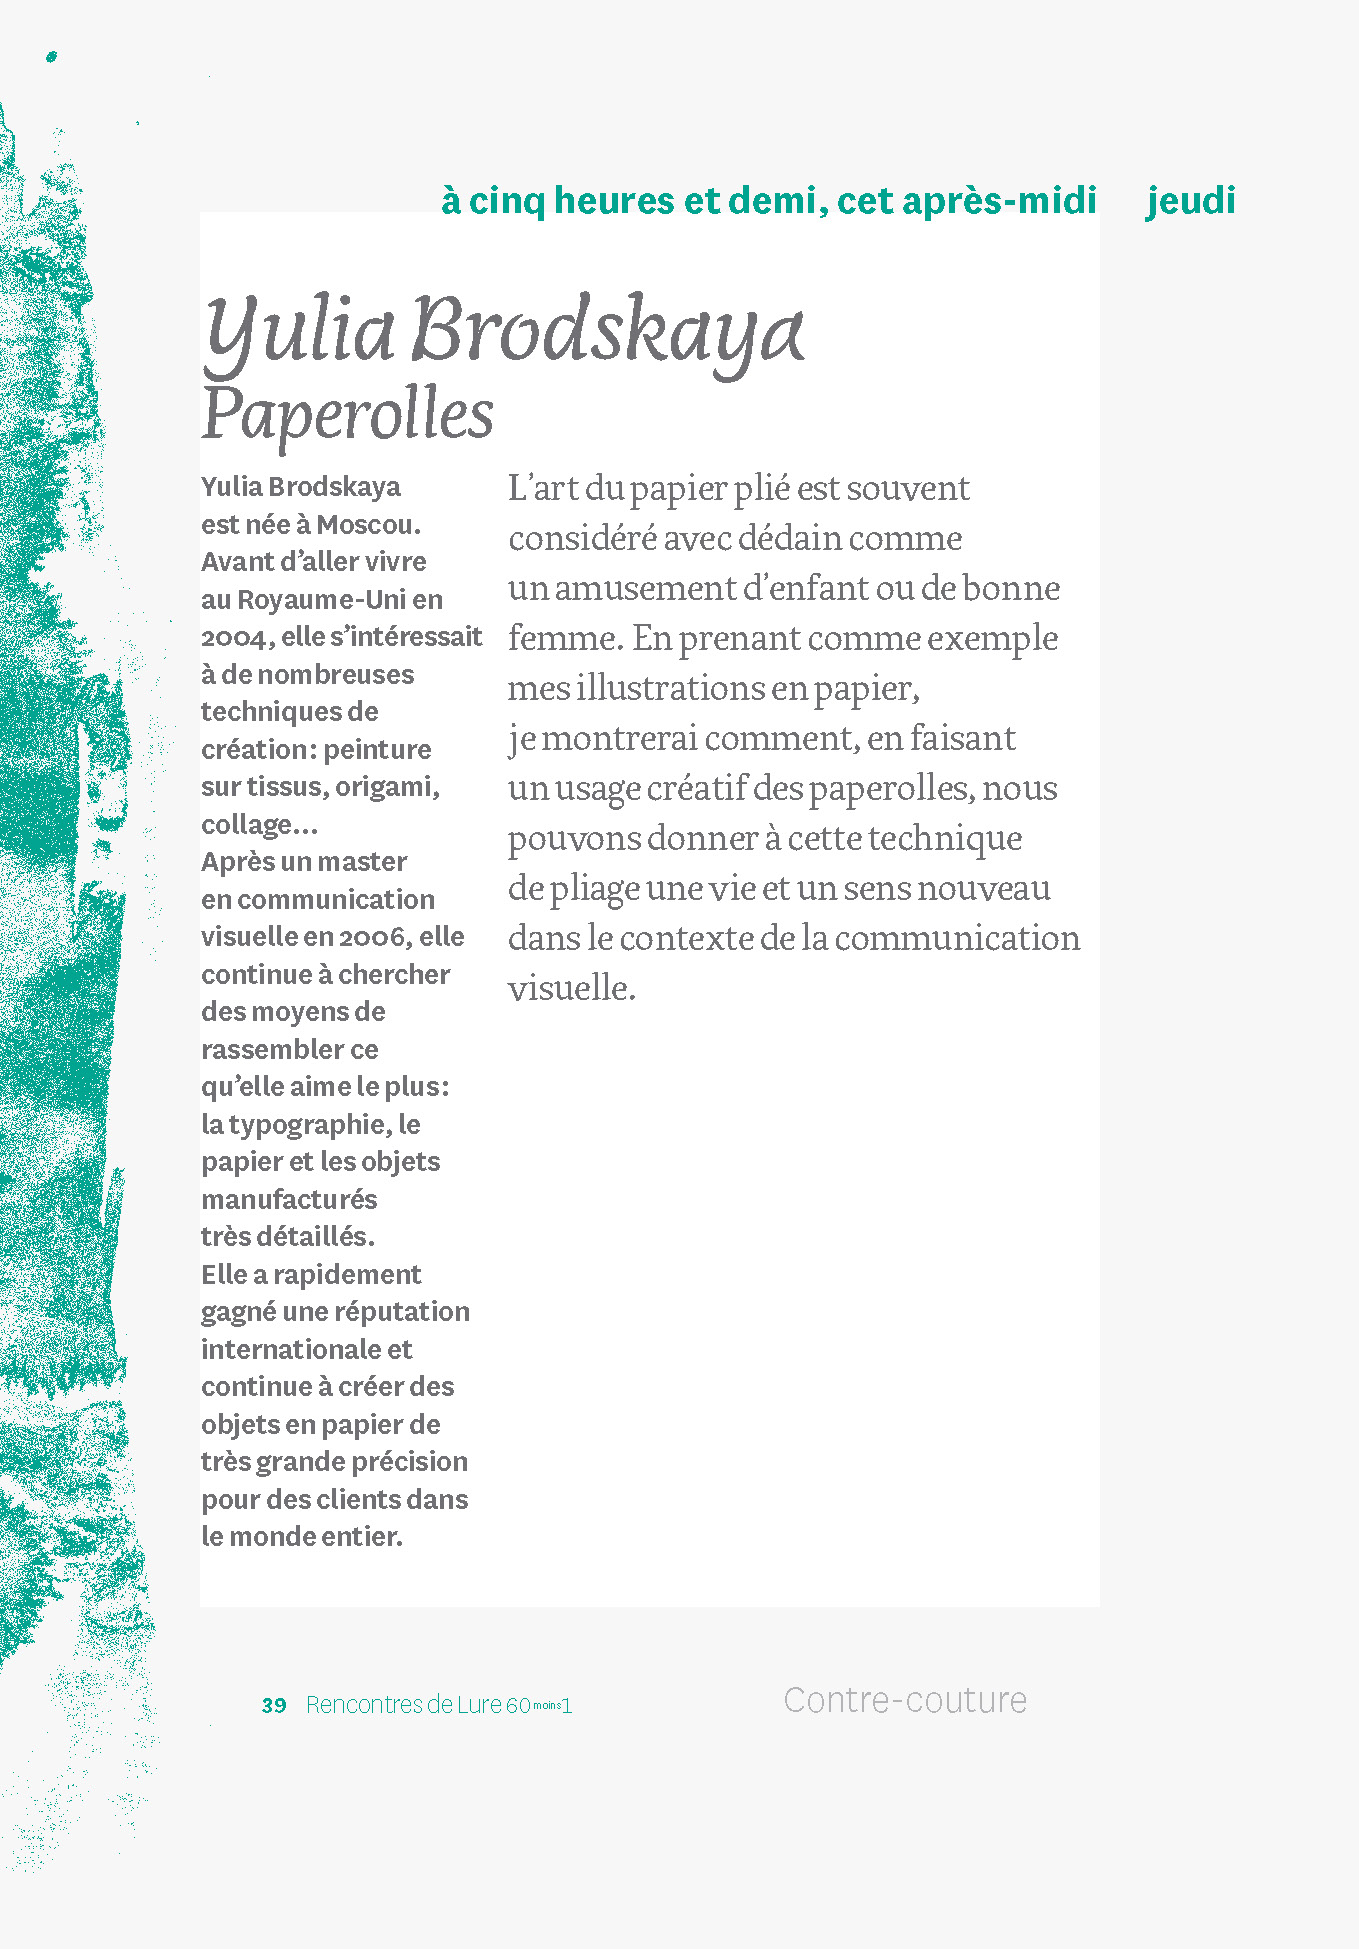 à cinq heures et demi, cet après-midi jeudi
Yulia Brodskaya
Paperolles
Yulia Brodskaya
est née à Moscou.
Avant d’aller vivre
au Royaume-Uni en
2004, elle s’intéressait
à de nombreuses
techniques de
création: peinture
sur tissus, origami,
collage…
Après un master
en communication
visuelle en 2006, elle
continue à chercher
des moyens de
rassembler ce
qu’elle aime le plus:
la typographie, le
papier et les objets
manufacturés
très détaillés.
Elle a rapidement
gagné une réputation
internationale et
continue à créer des
objets en papier de
très grande précision
pour des clients dans
le monde entier.
L’art du papier plié est souvent
considéré avec dédain comme
un amusement d’enfant ou de bonne
femme. En prenant comme exemple
mes illustrations en papier,
je montrerai comment, en faisant
un usage créatif des paperolles, nous
pouvons donner à cette technique
de pliage une vie et un sens nouveau
dans le contexte de la communication
visuelle.
39 Rencontres de Lure 60 moins 1
Contre-couture